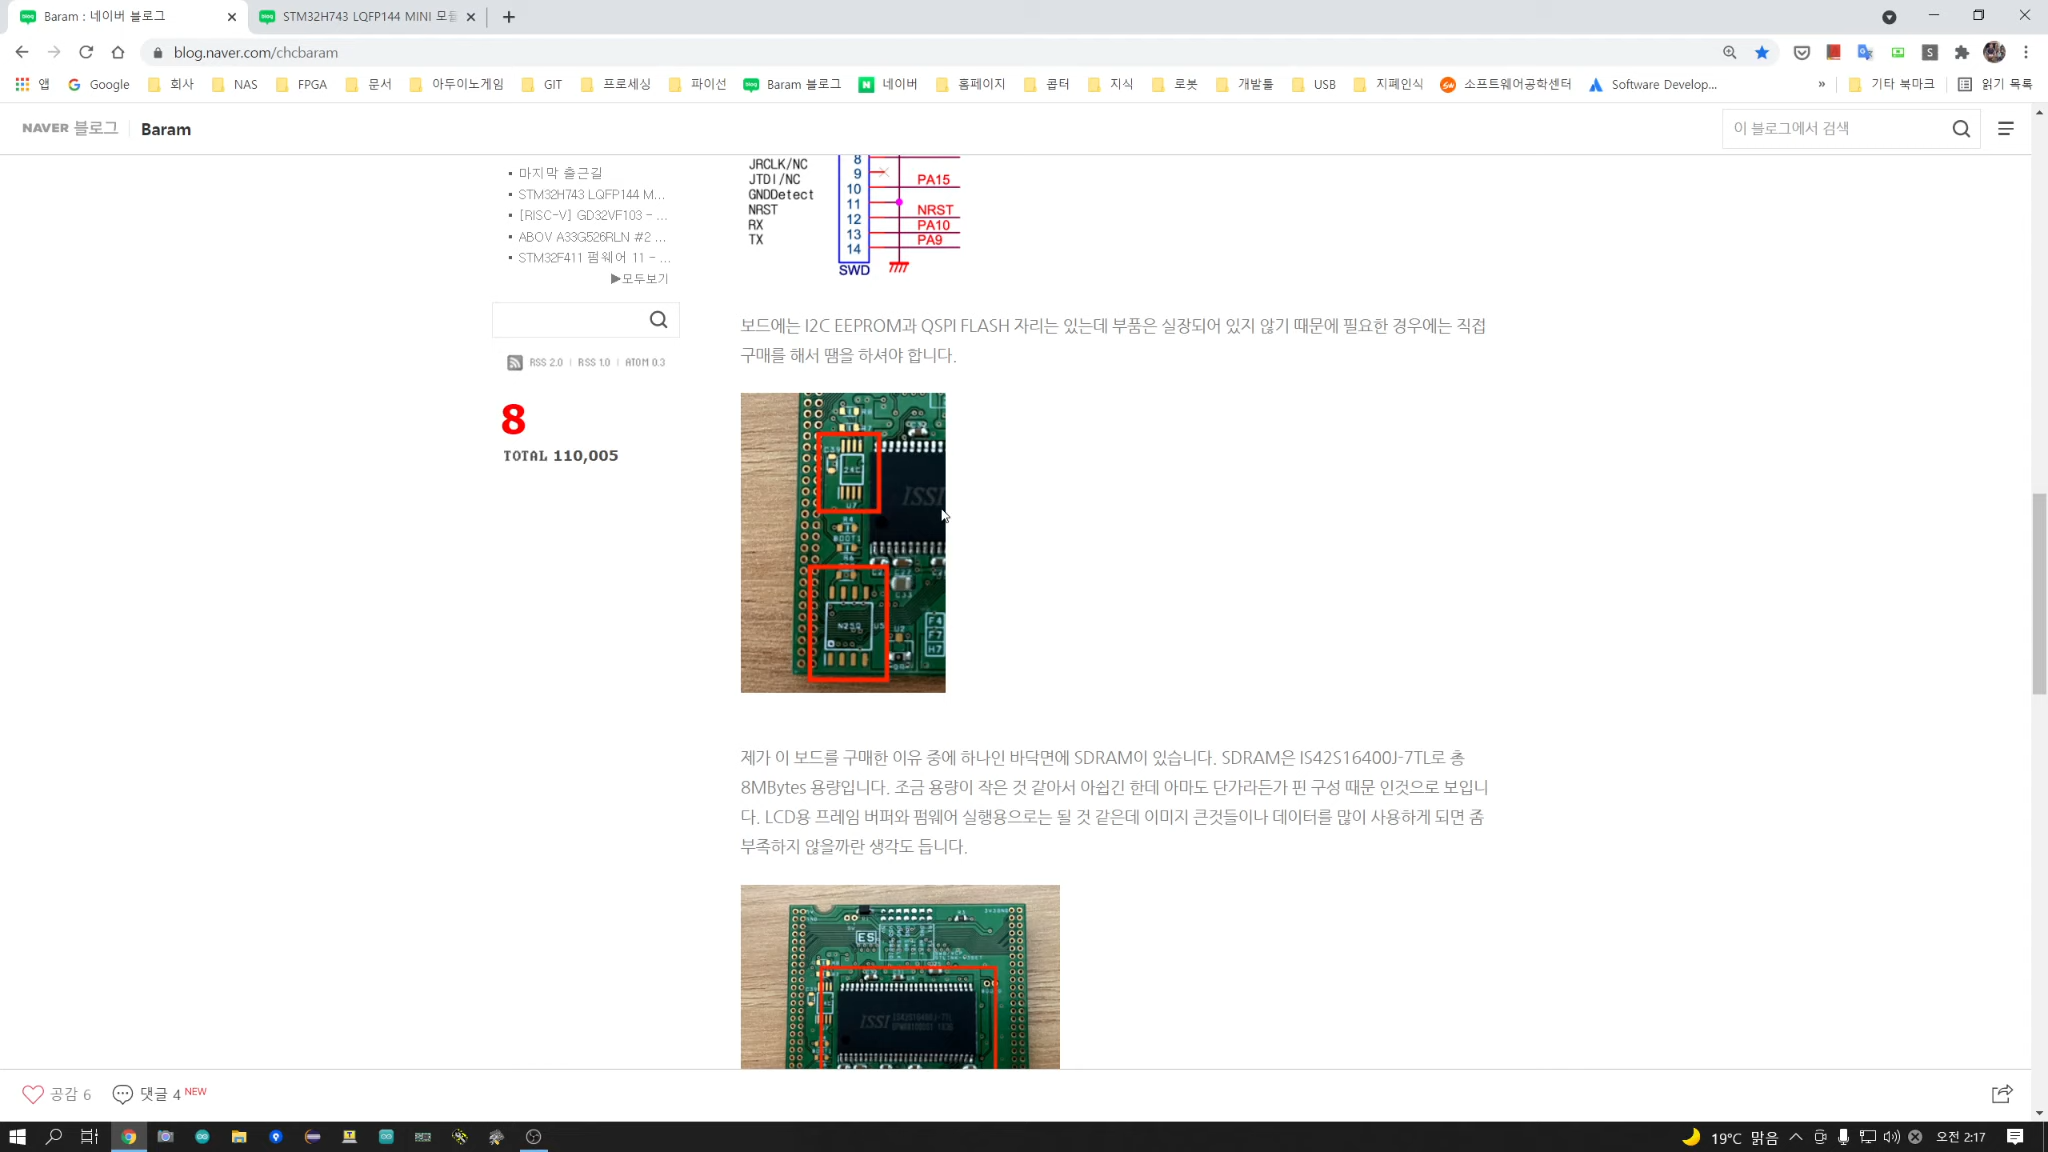 Baram : 네이버 블로그
STM32H743 LQFP144 MINI 모듈
blog.naver.com/chcbaram
앱
Google
회사
NAS
FPGA
문서
아두이노게임
GIT
프로세싱
파이선
Baram 블로그
네이버
홈페이지
콥터
지식
로봇
개발툴
USB
지폐인식
소프트웨어공학센터
Software Develop...
»
기타 북마크
읽기 목록
NAVER 블로그
Baram
이 블로그에서 검색
마지막 출근길
STM32H743 LQFP144 M...
[RISC-V] GD32VF103 - ...
ABOV A33G526RLN #2 ...
STM32F411 펌웨어 11 - ...
▶모두보기
RSS 2.0 | RSS 1.0 | ATOM 0.3
8
TOTAL 110,005
8
JRCLK/NC 9
JTDI/NC 10 PA15
GNDDetect 11
NRST 12 NRST
RX 13 PA10
TX 14 PA9
SWD
보드에는 I2C EEPROM과 QSPI FLASH 자리는 있는데 부품은 실장되어 있지 않기 때문에 필요한 경우에는 직접
구매를 해서 땜을 하셔야 합니다.
C39
24C
ISSI
U7
R4
BOOT1
R6
C33
N25Q
U5
U2
F4
F7
H7
제가 이 보드를 구매한 이유 중에 하나인 바닥면에 SDRAM이 있습니다. SDRAM은 IS42S16400J-7TL로 총
8MBytes 용량입니다. 조금 용량이 작은 것 같아서 아쉽긴 한데 아마도 단가라든가 핀 구성 때문 인것으로 보입니
다. LCD용 프레임 버퍼와 펌웨어 실행용으로는 될 것 같은데 이미지 큰것들이나 데이터를 많이 사용하게 되면 좀
부족하지 않을까란 생각도 듭니다.
ES
ISSI IS42S16400J-7TL
공감 6
댓글 4 NEW
19°C 맑음
오전 2:17